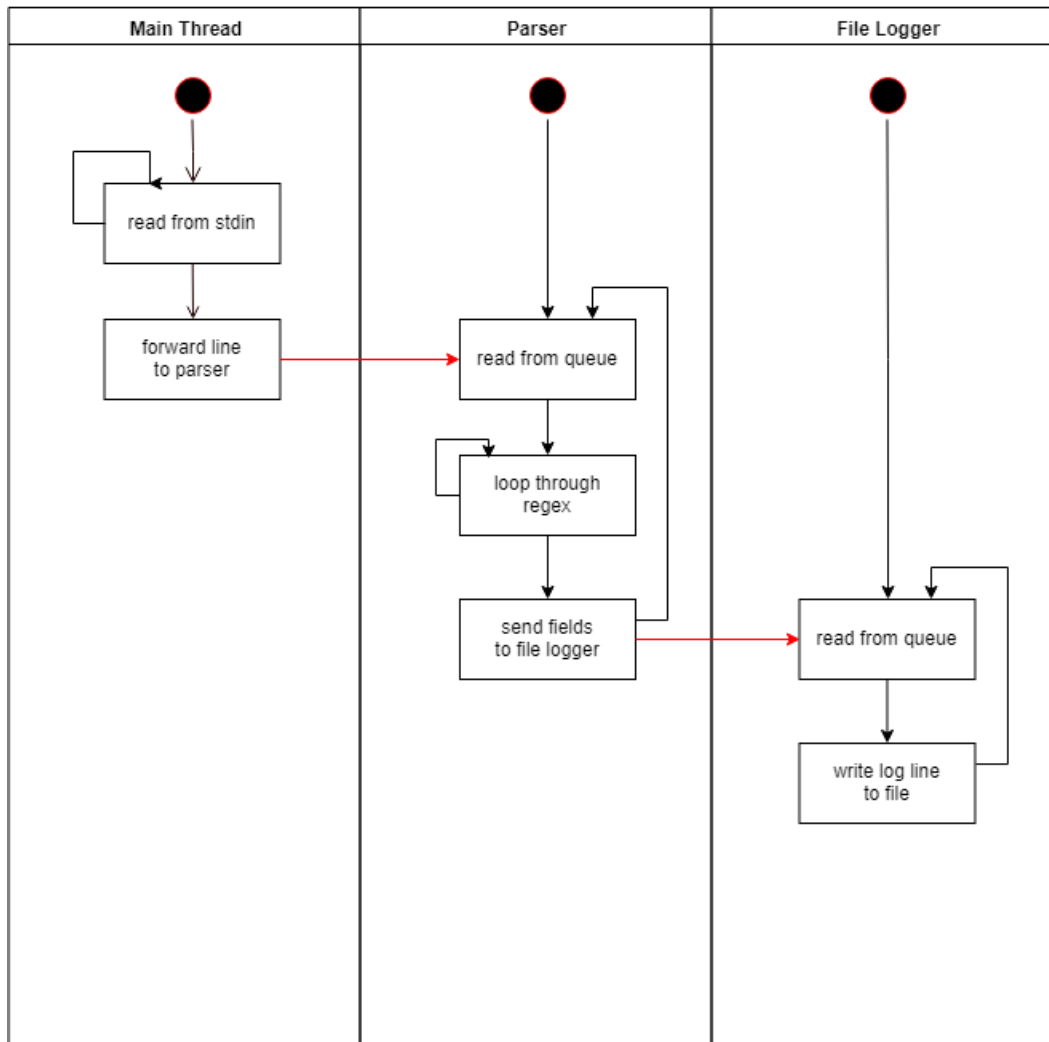 Main Thread
Parser
File Logger
read from stdin
forward line
to parser
read from queue
loop through
regex
send fields
to file logger
read from queue
write log line
to file